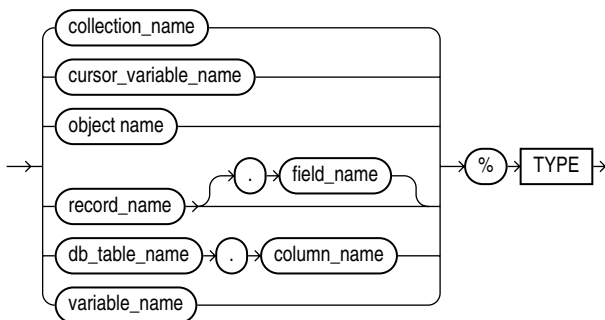 collection_name
cursor_variable_name
object name
. field_name
% TYPE
record_name
db_table_name . column_name
variable_name